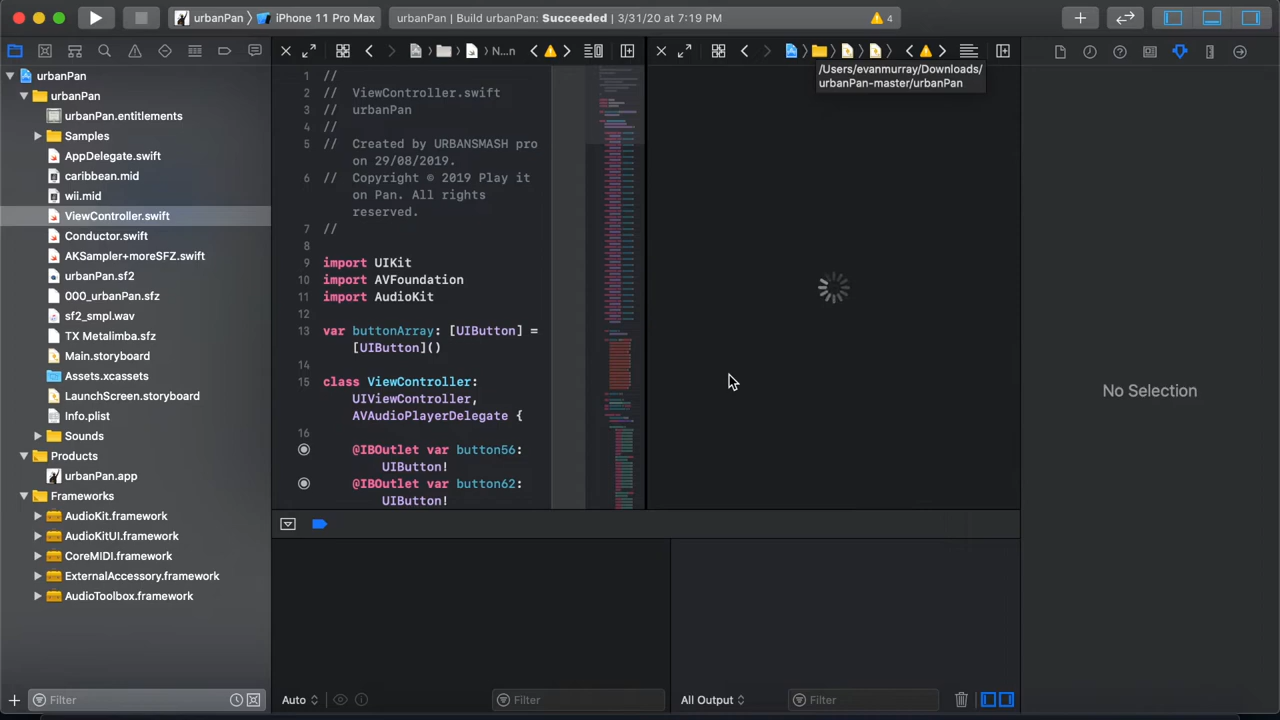 urbanPan
iPhone 11 Pro Max
urbanPan | Build urbanPan: Succeeded | 3/31/20 at 7:19 PM
4
N...n
/Users/evanmurray/Downloads/
urbanPan-master/urbanPan
urbanPan
urbanPan
urbanPan.entitlements
Samples
AppDelegate.swift
caribbean.mid
wii.mid
ViewController.swift
Conductor.swift
AKSampler+moreSFZ.swift
urbanPan.sf2
000_urbanPan.sfz
sf2_smpl.wav
TX Marimba.sfz
Main.storyboard
Assets.xcassets
LaunchScreen.storyboard
Info.plist
Sounds
Products
urbanPan.app
Frameworks
AudioKit.framework
AudioKitUI.framework
CoreMIDI.framework
ExternalAccessory.framework
AudioToolbox.framework
Filter
1 //
2 // ViewController.swift
3 // urbanPan
4 //
5 // Created by URBANSMASH pro
on 29/08/2019.
6 // Copyright © 2019 Play it
on Pan. All rights
reserved.
7 //
8
9 import UIKit
10 import AVFoundation
11 import AudioKit
12
13 var buttonArray: [UIButton] =
[UIButton]()
14
15 class ViewController:
UIViewController,
AVAudioPlayerDelegate {
16
@IBOutlet var button56:
UIButton!
@IBOutlet var button62:
UIButton!
No Selection
Auto
Filter
All Output
Filter